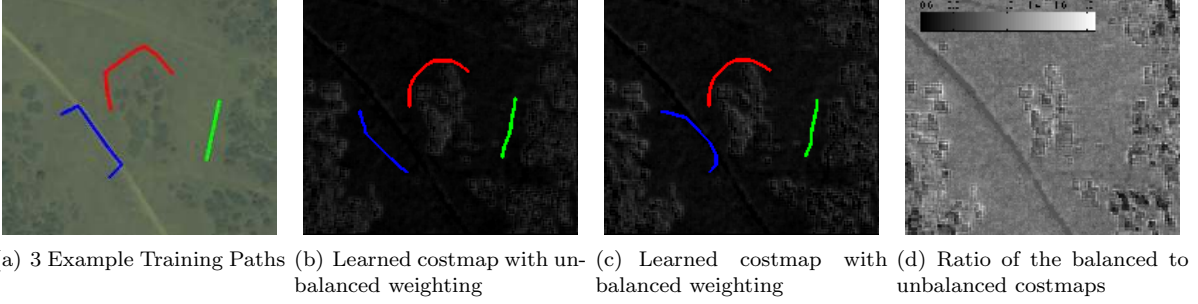 a) 3 Example Training Paths
(b) Learned costmap with un-
balanced weighting
(c) Learned costmap with
balanced weighting
(d) Ratio of the balanced to
unbalanced costmaps